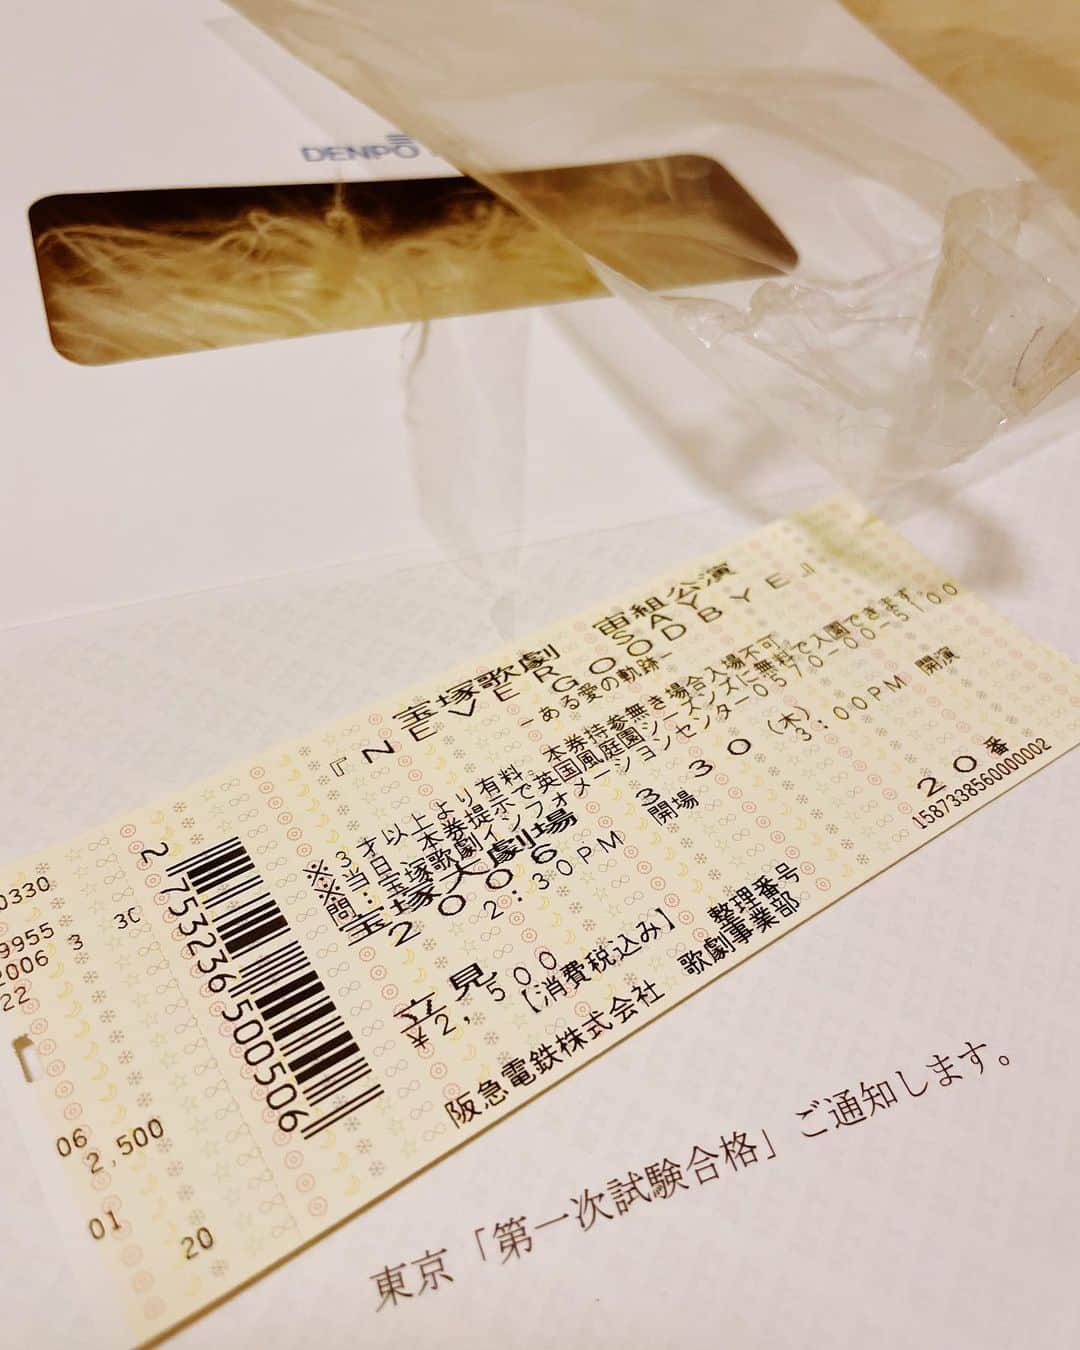 DENPO
宝塚歌劇 宙組公演
『NEVER SAY
GOODBYE』
－ある愛の軌跡－
※3才以上より有料。本券持参無き場合入場不可
※当日、本券提示で英国風庭園シーズンズに無料で入園できます。
問:宝塚歌劇インフォメーションセンター0570-00-5100
宝塚大劇場
2006 3 30 (木)
2:30PM 開場 3:00PM 開演
立見
¥2,500 【消費税込み】 整理番号 20番
阪急電鉄株式会社 歌劇事業部 15873385600000002
2 753236 500506
0330
9955 3C
2006 3
22
06
2,500
01
20
東京「第一次試験合格」ご通知します。